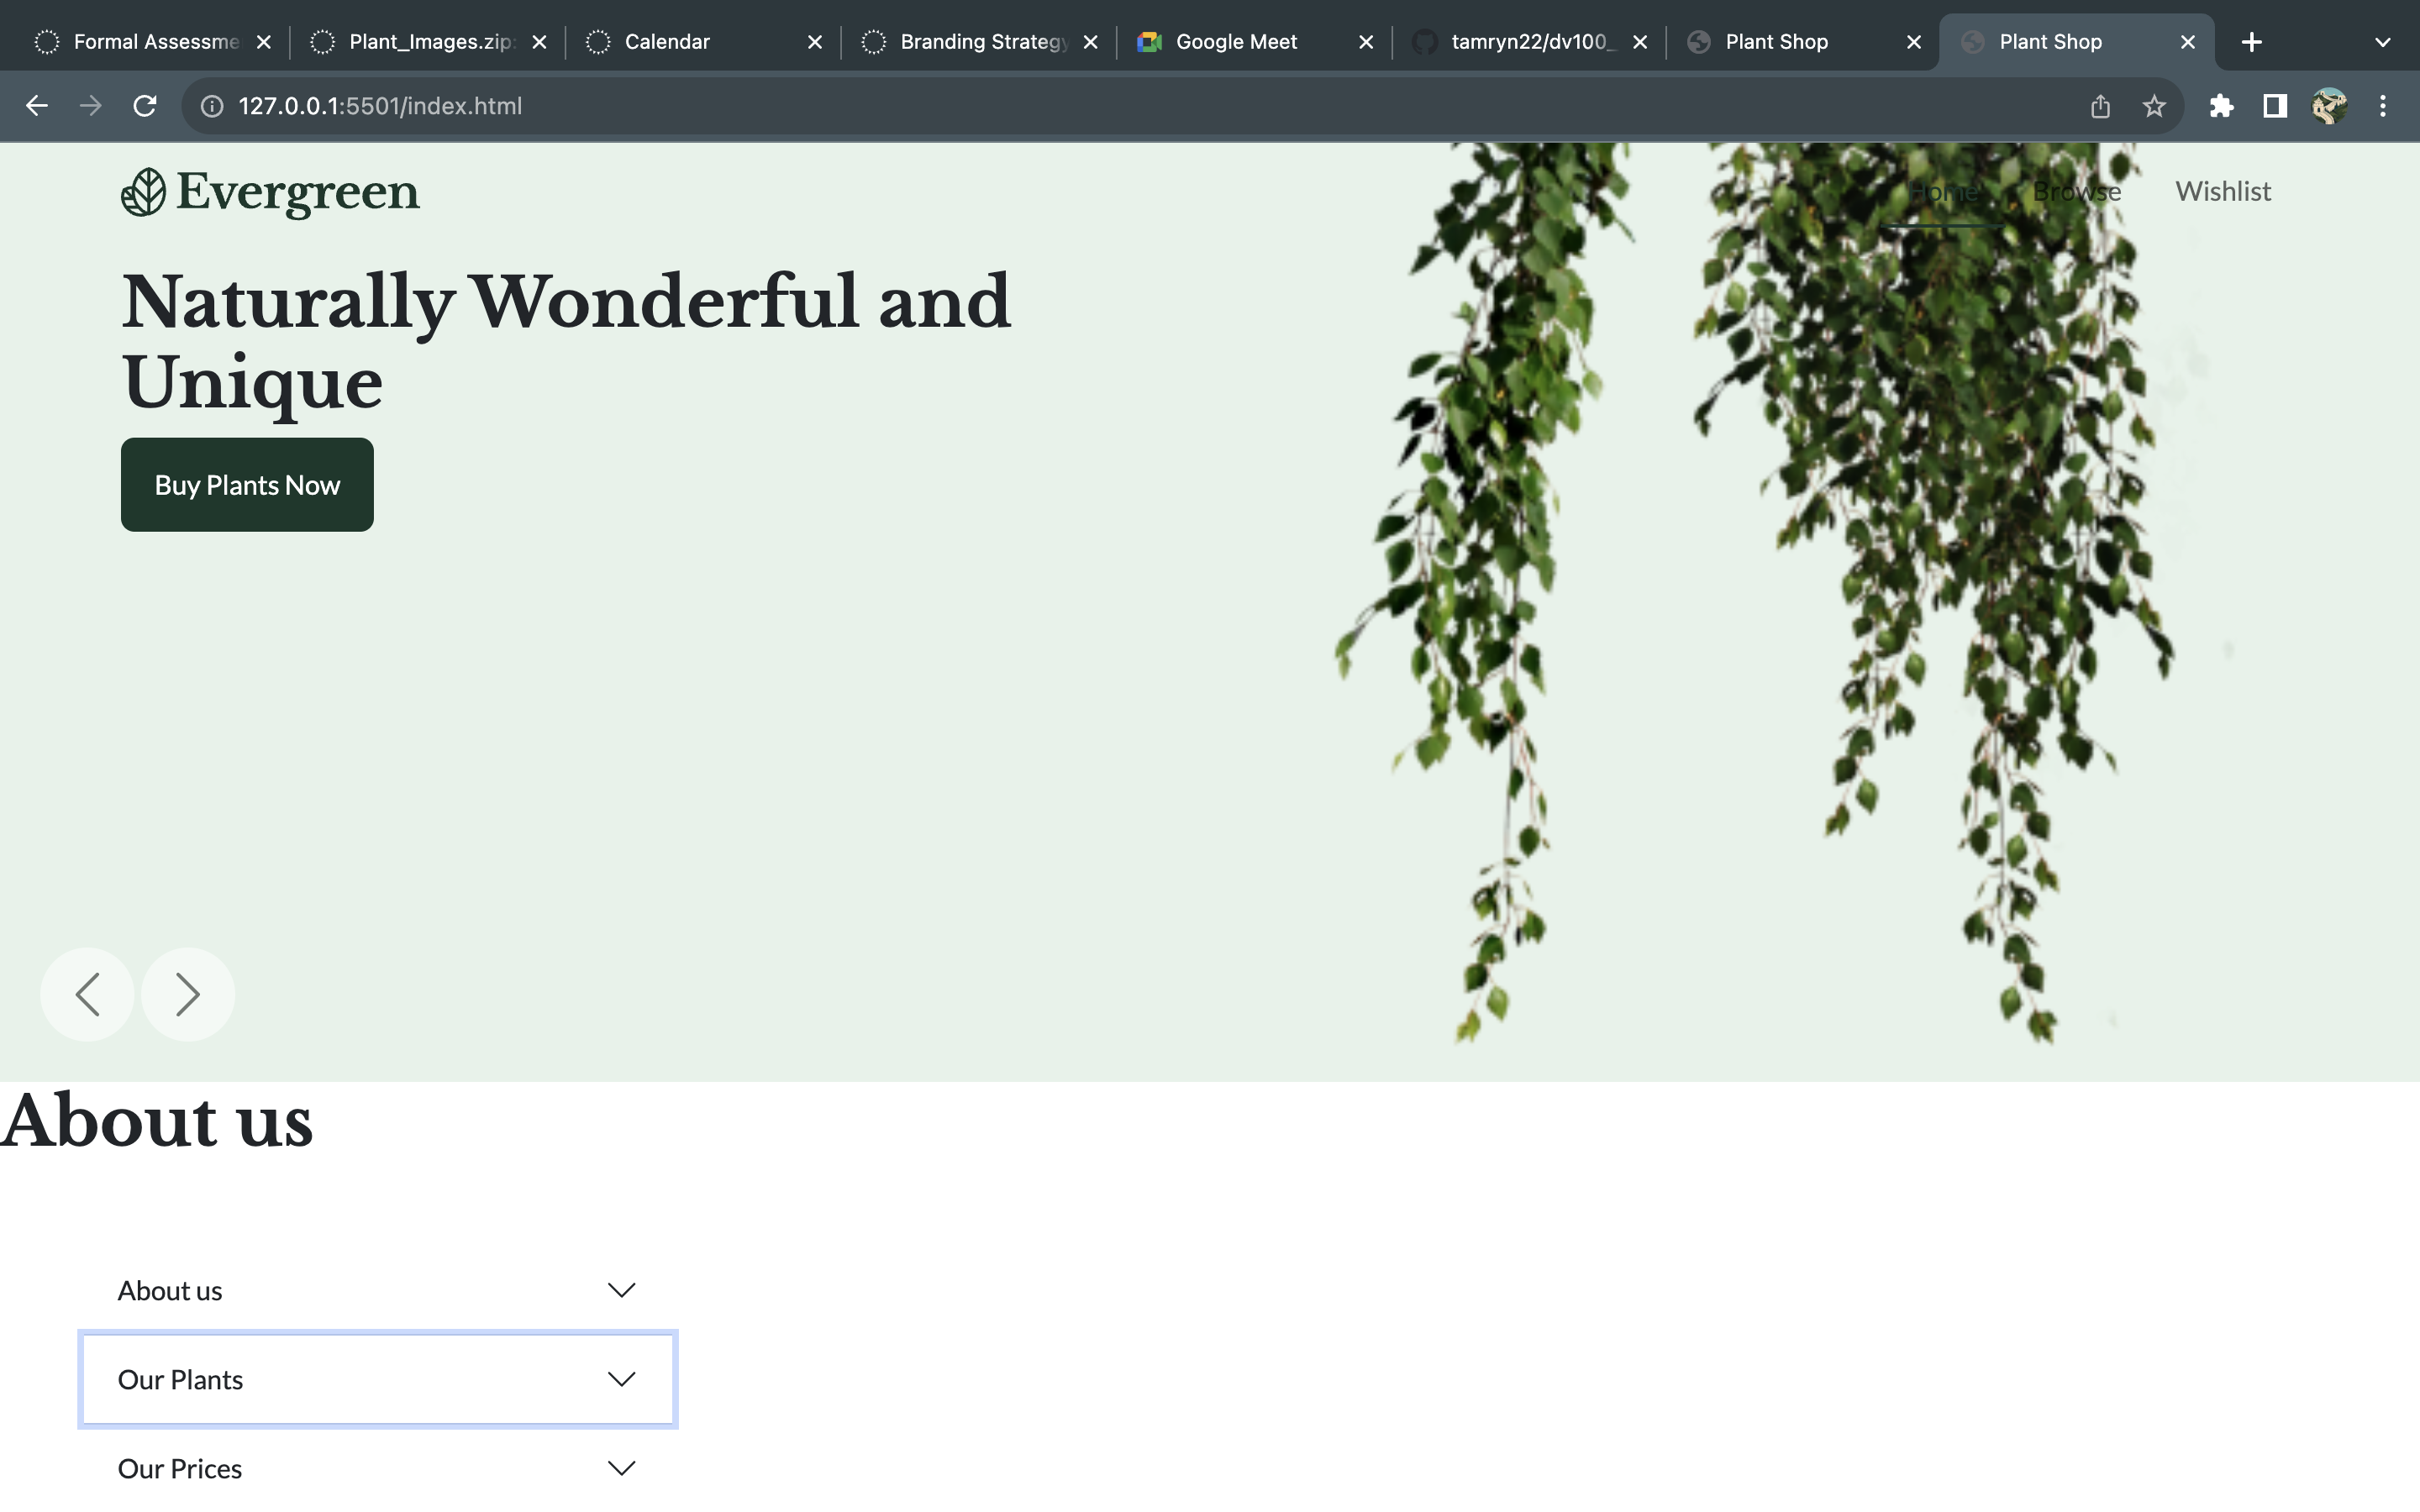 Formal Assessme
Plant_Images.zip
Calendar
Branding Strategy
Google Meet
tamryn22/dv100_
Plant Shop
Plant Shop
127.0.0.1:5501/index.html
Evergreen
Home
Browse
Wishlist
Naturally Wonderful and
Unique
Buy Plants Now
About us
About us
Our Plants
Our Prices